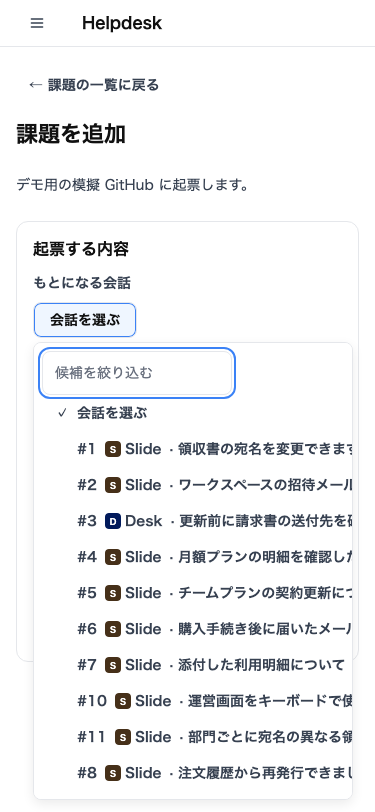 Helpdesk
← 課題の一覧に戻る
課題を追加
デモ用の模擬 GitHub に起票します。
起票する内容
もとになる会話
会話を選ぶ
候補を絞り込む
✓ 会話を選ぶ
#1 S Slide · 領収書の宛名を変更できます
#2 S Slide · ワークスペースの招待メール
#3 D Desk · 更新前に請求書の送付先を
#4 S Slide · 月額プランの明細を確認した
#5 S Slide · チームプランの契約更新に
#6 S Slide · 購入手続き後に届いたメール
#7 S Slide · 添付した利用明細について
#10 S Slide · 運営画面をキーボードで
#11 S Slide · 部門ごとに宛名の異なる
#8 S Slide · 注文履歴から再発行できまし